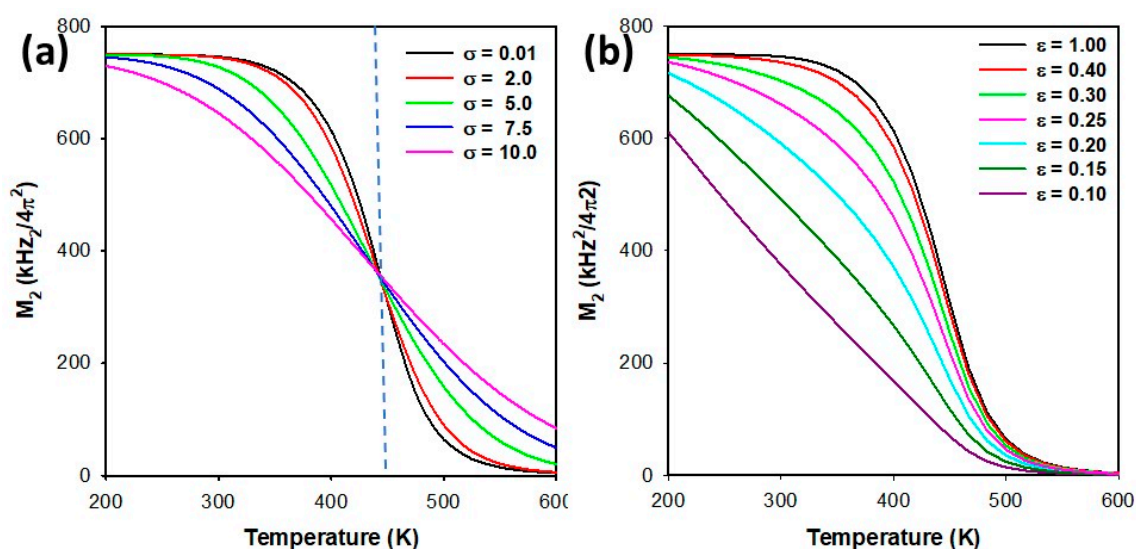 (a)
800
600
400
200
0
M₂ (kHz₂/4π²)
200 300 400 500 600
Temperature (K)
σ = 0.01
σ = 2.0
σ = 5.0
σ = 7.5
σ = 10.0
(b)
800
600
400
200
0
M₂ (kHz²/4π2)
200 300 400 500 600
Temperature (K)
ε = 1.00
ε = 0.40
ε = 0.30
ε = 0.25
ε = 0.20
ε = 0.15
ε = 0.10